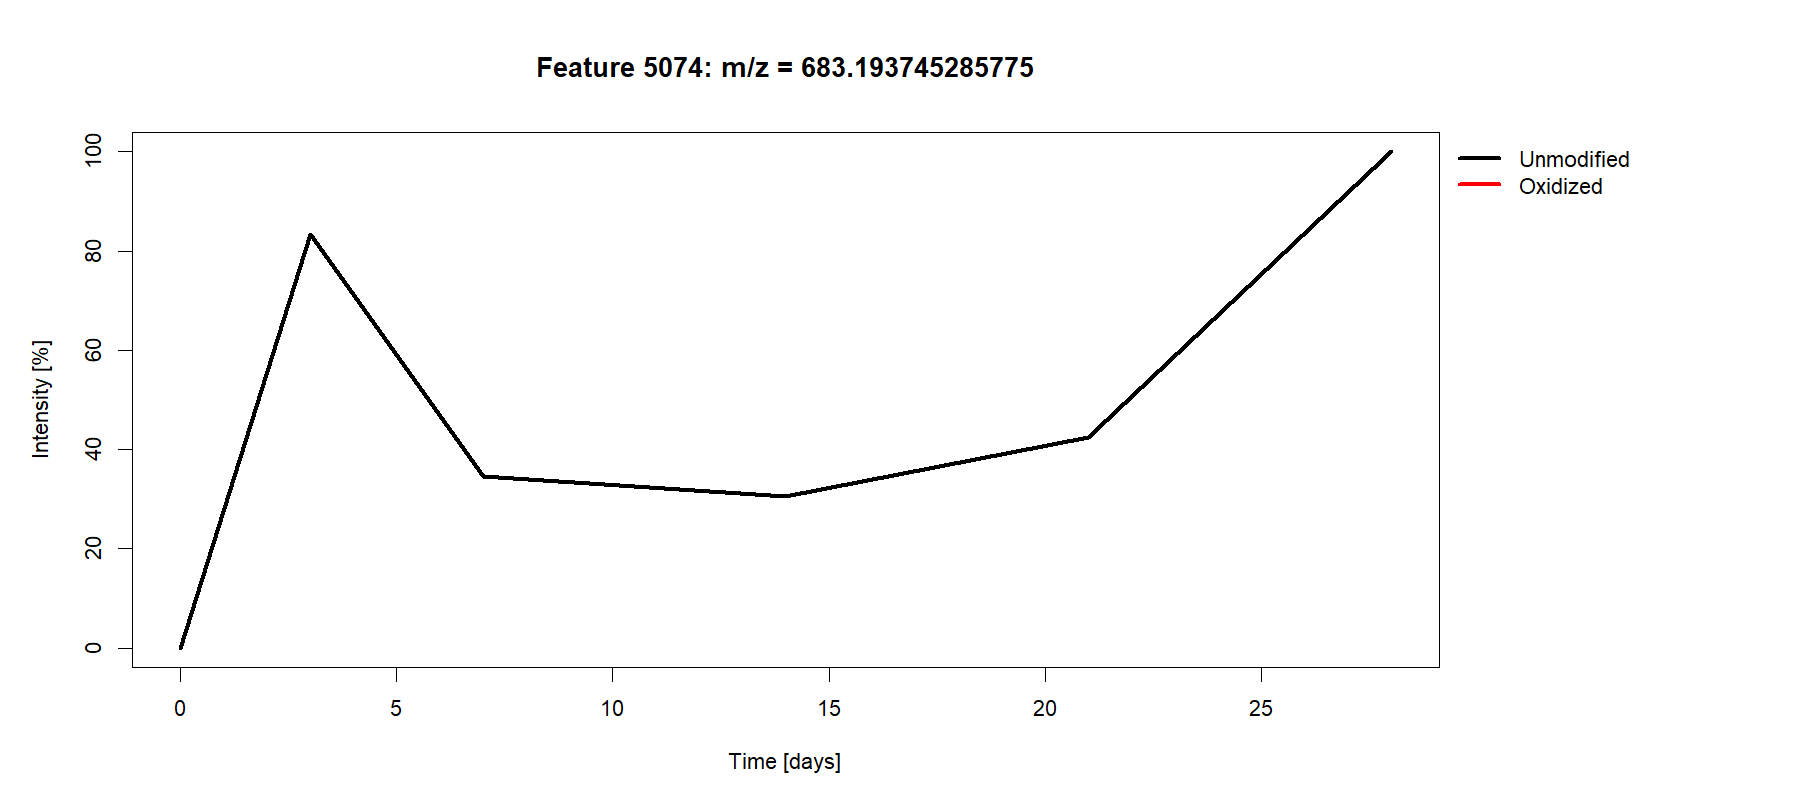 Feature 5074: m/z = 683.193745285775
Unmodified
Oxidized
Intensity [%]
100
80
60
40
20
0
0 5 10 15 20 25
Time [days]